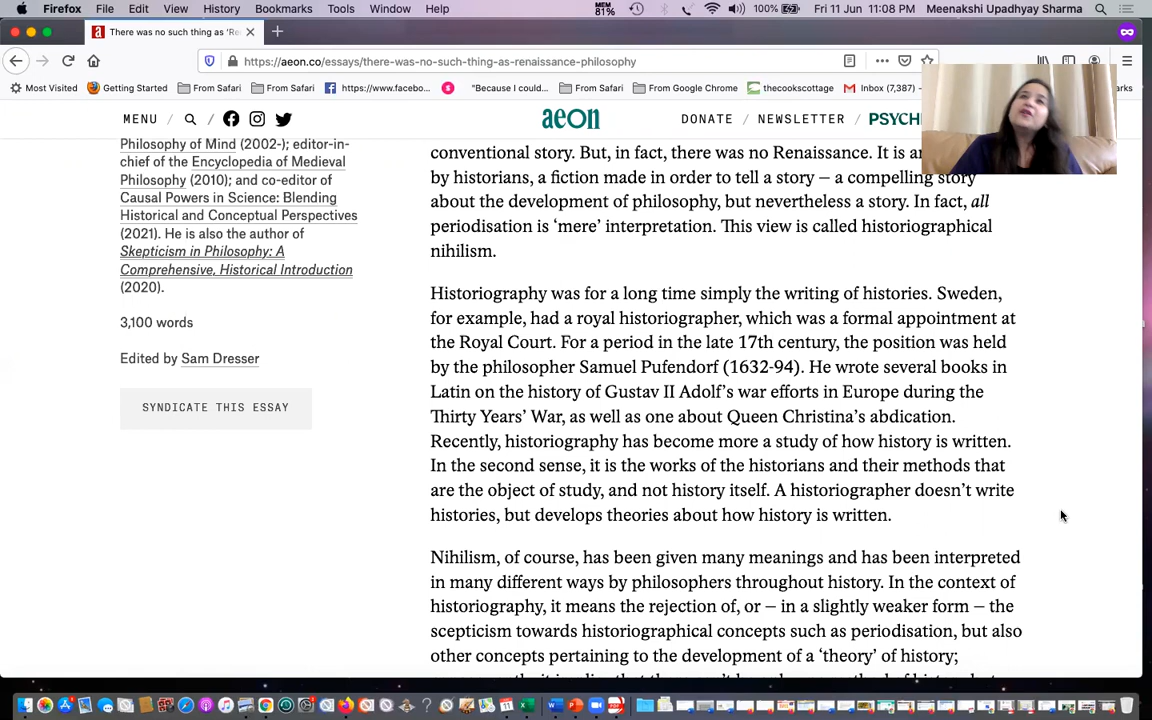 Firefox File Edit View History Bookmarks Tools Window Help MEM 81% 100% Fri 11 Jun 11:08 PM Meenakshi Upadhyay Sharma
There was no such thing as 'Re
https://aeon.co/essays/there-was-no-such-thing-as-renaissance-philosophy
Most Visited Getting Started From Safari From Safari https://www.facebo... "Because I could... From Safari From Google Chrome thecookscottage Inbox (7,387) -
MENU / / aeon DONATE / NEWSLETTER / PSYCH
Philosophy of Mind (2002-); editor-in-
chief of the Encyclopedia of Medieval
Philosophy (2010); and co-editor of
Causal Powers in Science: Blending
Historical and Conceptual Perspectives
(2021). He is also the author of
Skepticism in Philosophy: A
Comprehensive, Historical Introduction
(2020).
3,100 words
Edited by Sam Dresser
SYNDICATE THIS ESSAY
conventional story. But, in fact, there was no Renaissance. It is an
by historians, a fiction made in order to tell a story – a compelling story
about the development of philosophy, but nevertheless a story. In fact, all
periodisation is 'mere' interpretation. This view is called historiographical
nihilism.
Historiography was for a long time simply the writing of histories. Sweden,
for example, had a royal historiographer, which was a formal appointment at
the Royal Court. For a period in the late 17th century, the position was held
by the philosopher Samuel Pufendorf (1632-94). He wrote several books in
Latin on the history of Gustav II Adolf's war efforts in Europe during the
Thirty Years' War, as well as one about Queen Christina's abdication.
Recently, historiography has become more a study of how history is written.
In the second sense, it is the works of the historians and their methods that
are the object of study, and not history itself. A historiographer doesn't write
histories, but develops theories about how history is written.
Nihilism, of course, has been given many meanings and has been interpreted
in many different ways by philosophers throughout history. In the context of
historiography, it means the rejection of, or – in a slightly weaker form – the
scepticism towards historiographical concepts such as periodisation, but also
other concepts pertaining to the development of a 'theory' of history;